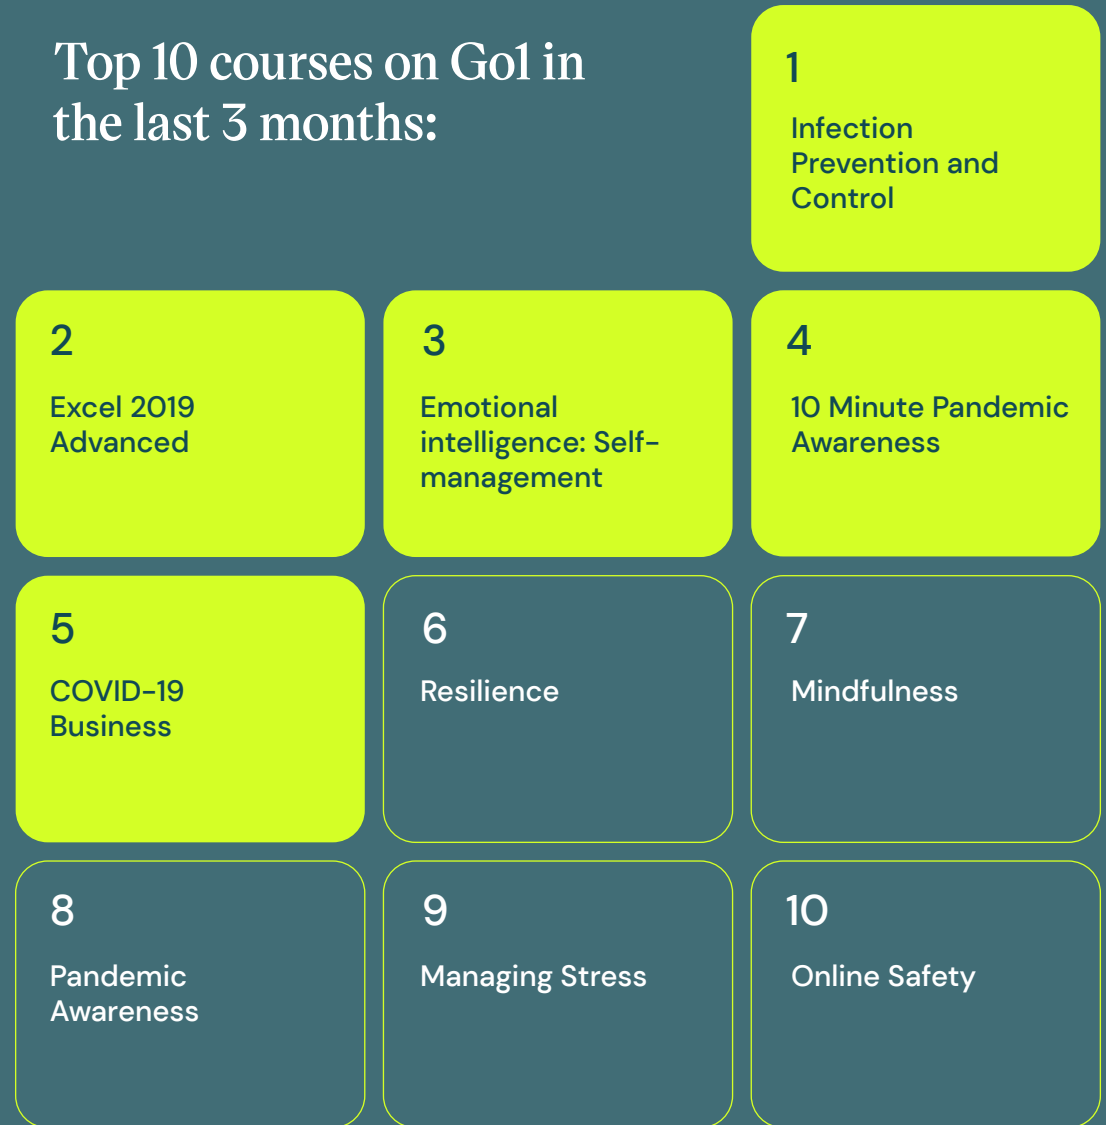 Top 10 courses on Go1 in
the last 3 months:
1
Infection
Prevention and
Control
2
Excel 2019
Advanced
3
Emotional
intelligence: Self-
management
4
10 Minute Pandemic
Awareness
5
COVID-19
Business
6
Resilience
7
Mindfulness
8
Pandemic
Awareness
9
Managing Stress
10
Online Safety